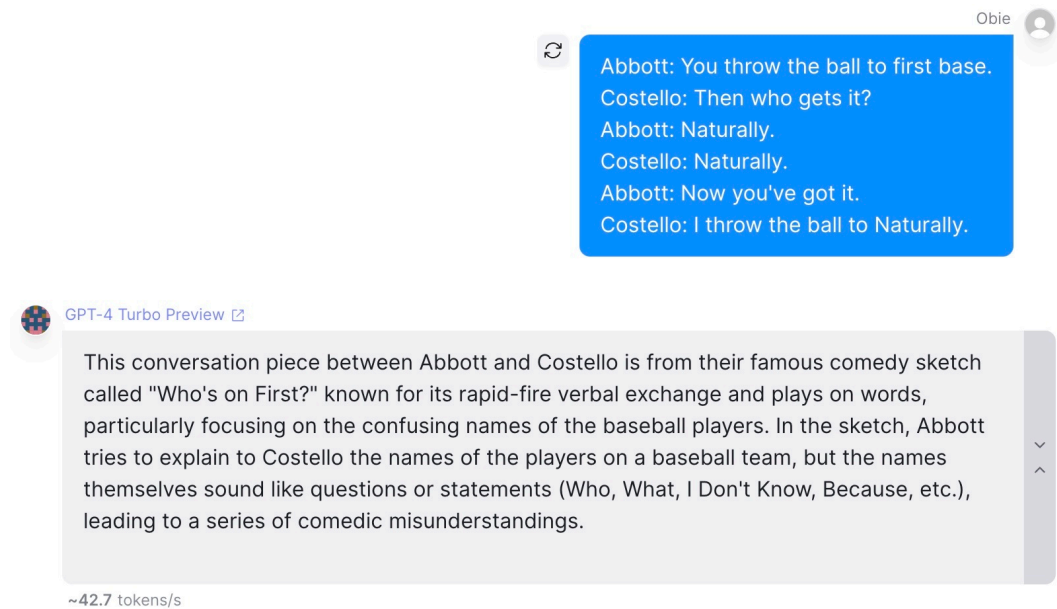 Obie
Abbott: You throw the ball to first base.
Costello: Then who gets it?
Abbott: Naturally.
Costello: Naturally.
Abbott: Now you've got it.
Costello: I throw the ball to Naturally.
GPT-4 Turbo Preview
This conversation piece between Abbott and Costello is from their famous comedy sketch
called "Who's on First?" known for its rapid-fire verbal exchange and plays on words,
particularly focusing on the confusing names of the baseball players. In the sketch, Abbott
tries to explain to Costello the names of the players on a baseball team, but the names
themselves sound like questions or statements (Who, What, I Don't Know, Because, etc.),
leading to a series of comedic misunderstandings.
~42.7 tokens/s